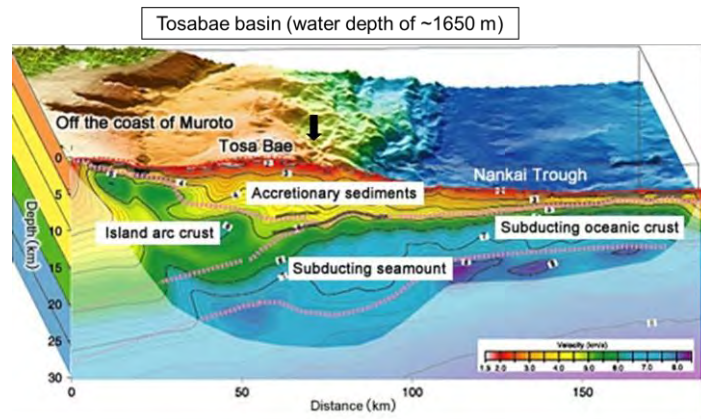 Tosabae basin (water depth of ~1650 m)
Off the coast of Muroto
Tosa Bae
Nankai Trough
Accretionary sediments
Island arc crust
Subducting oceanic crust
Subducting seamount
Depth (km)
0
5
10
15
20
25
30
Velocity (km/s)
1.5 2.0 3.0 4.0 5.0 6.0 7.0 8.0
0 50 100 150
Distance (km)